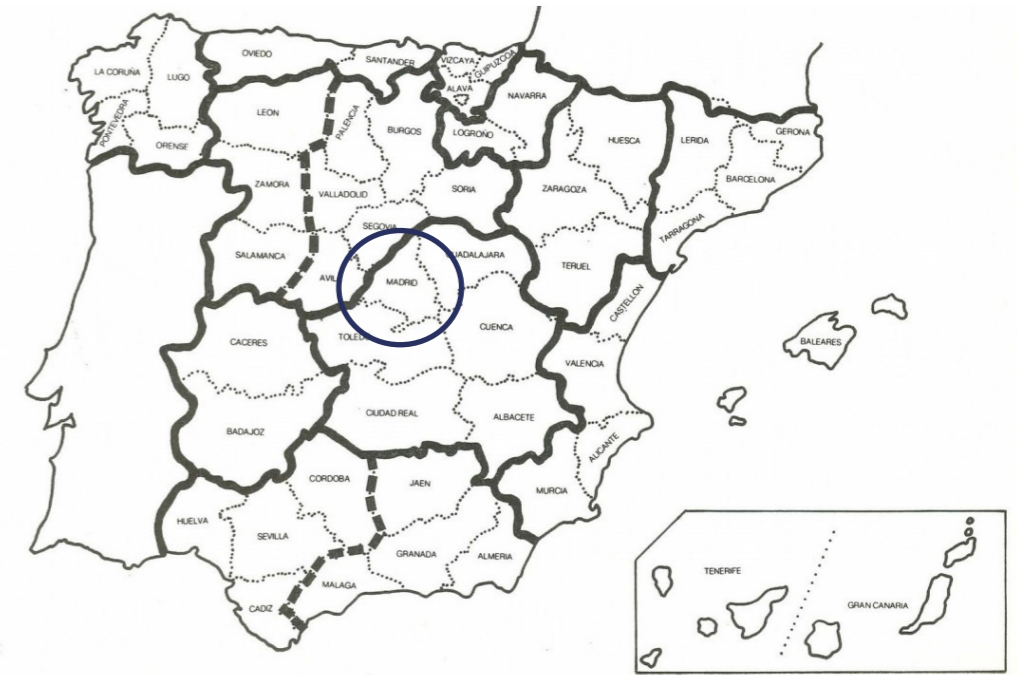 OVIEDO
SANTANDER
VIZCAYA
GUIPUZCOA
LA CORUÑA
LUGO
ALAVA
NAVARRA
PONTEVEDRA
ORENSE
LEON
PALENCIA
BURGOS
LOGROÑO
HUESCA
LERIDA
GERONA
BARCELONA
ZAMORA
VALLADOLID
SORIA
ZARAGOZA
TARRAGONA
SEGOVIA
SALAMANCA
AVIL
MADRID
GUADALAJARA
TERUEL
CASTELLON
CACERES
TOLEDO
CUENCA
VALENCIA
BALEARES
BADAJOZ
CIUDAD REAL
ALBACETE
ALICANTE
CORDOBA
JAEN
MURCIA
HUELVA
SEVILLA
GRANADA
ALMERIA
CADIZ
MALAGA
TENERIFE
GRAN CANARIA